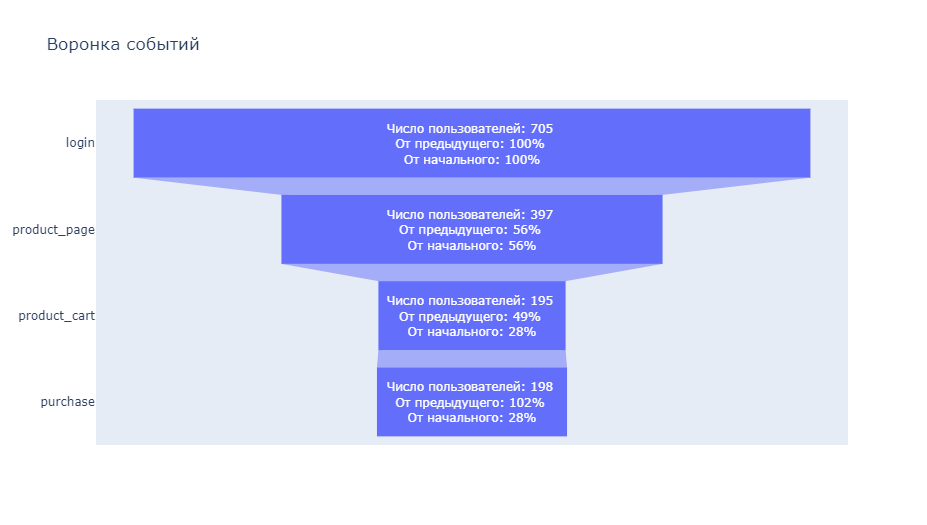 Воронка событий
login
Число пользователей: 705
От предыдущего: 100%
От начального: 100%
product_page
Число пользователей: 397
От предыдущего: 56%
От начального: 56%
product_cart
Число пользователей: 195
От предыдущего: 49%
От начального: 28%
purchase
Число пользователей: 198
От предыдущего: 102%
От начального: 28%